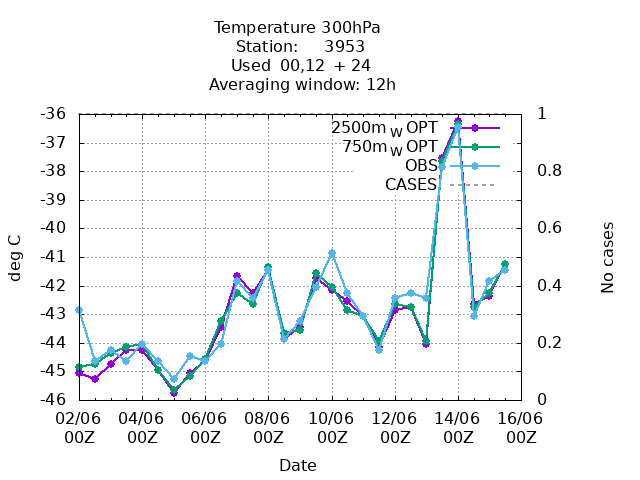 Temperature 300hPa
Station: 3953
Used 00,12 + 24
Averaging window: 12h
-36 1
2500m w OPT
-37
750m w OPT
-38 OBS 0.8
CASES
-39
-40 0.6
-41
-42 0.4
-43
-44 0.2
-45
-46 0
deg C
No cases
02/06 04/06 06/06 08/06 10/06 12/06 14/06 16/06
00Z 00Z 00Z 00Z 00Z 00Z 00Z 00Z
Date